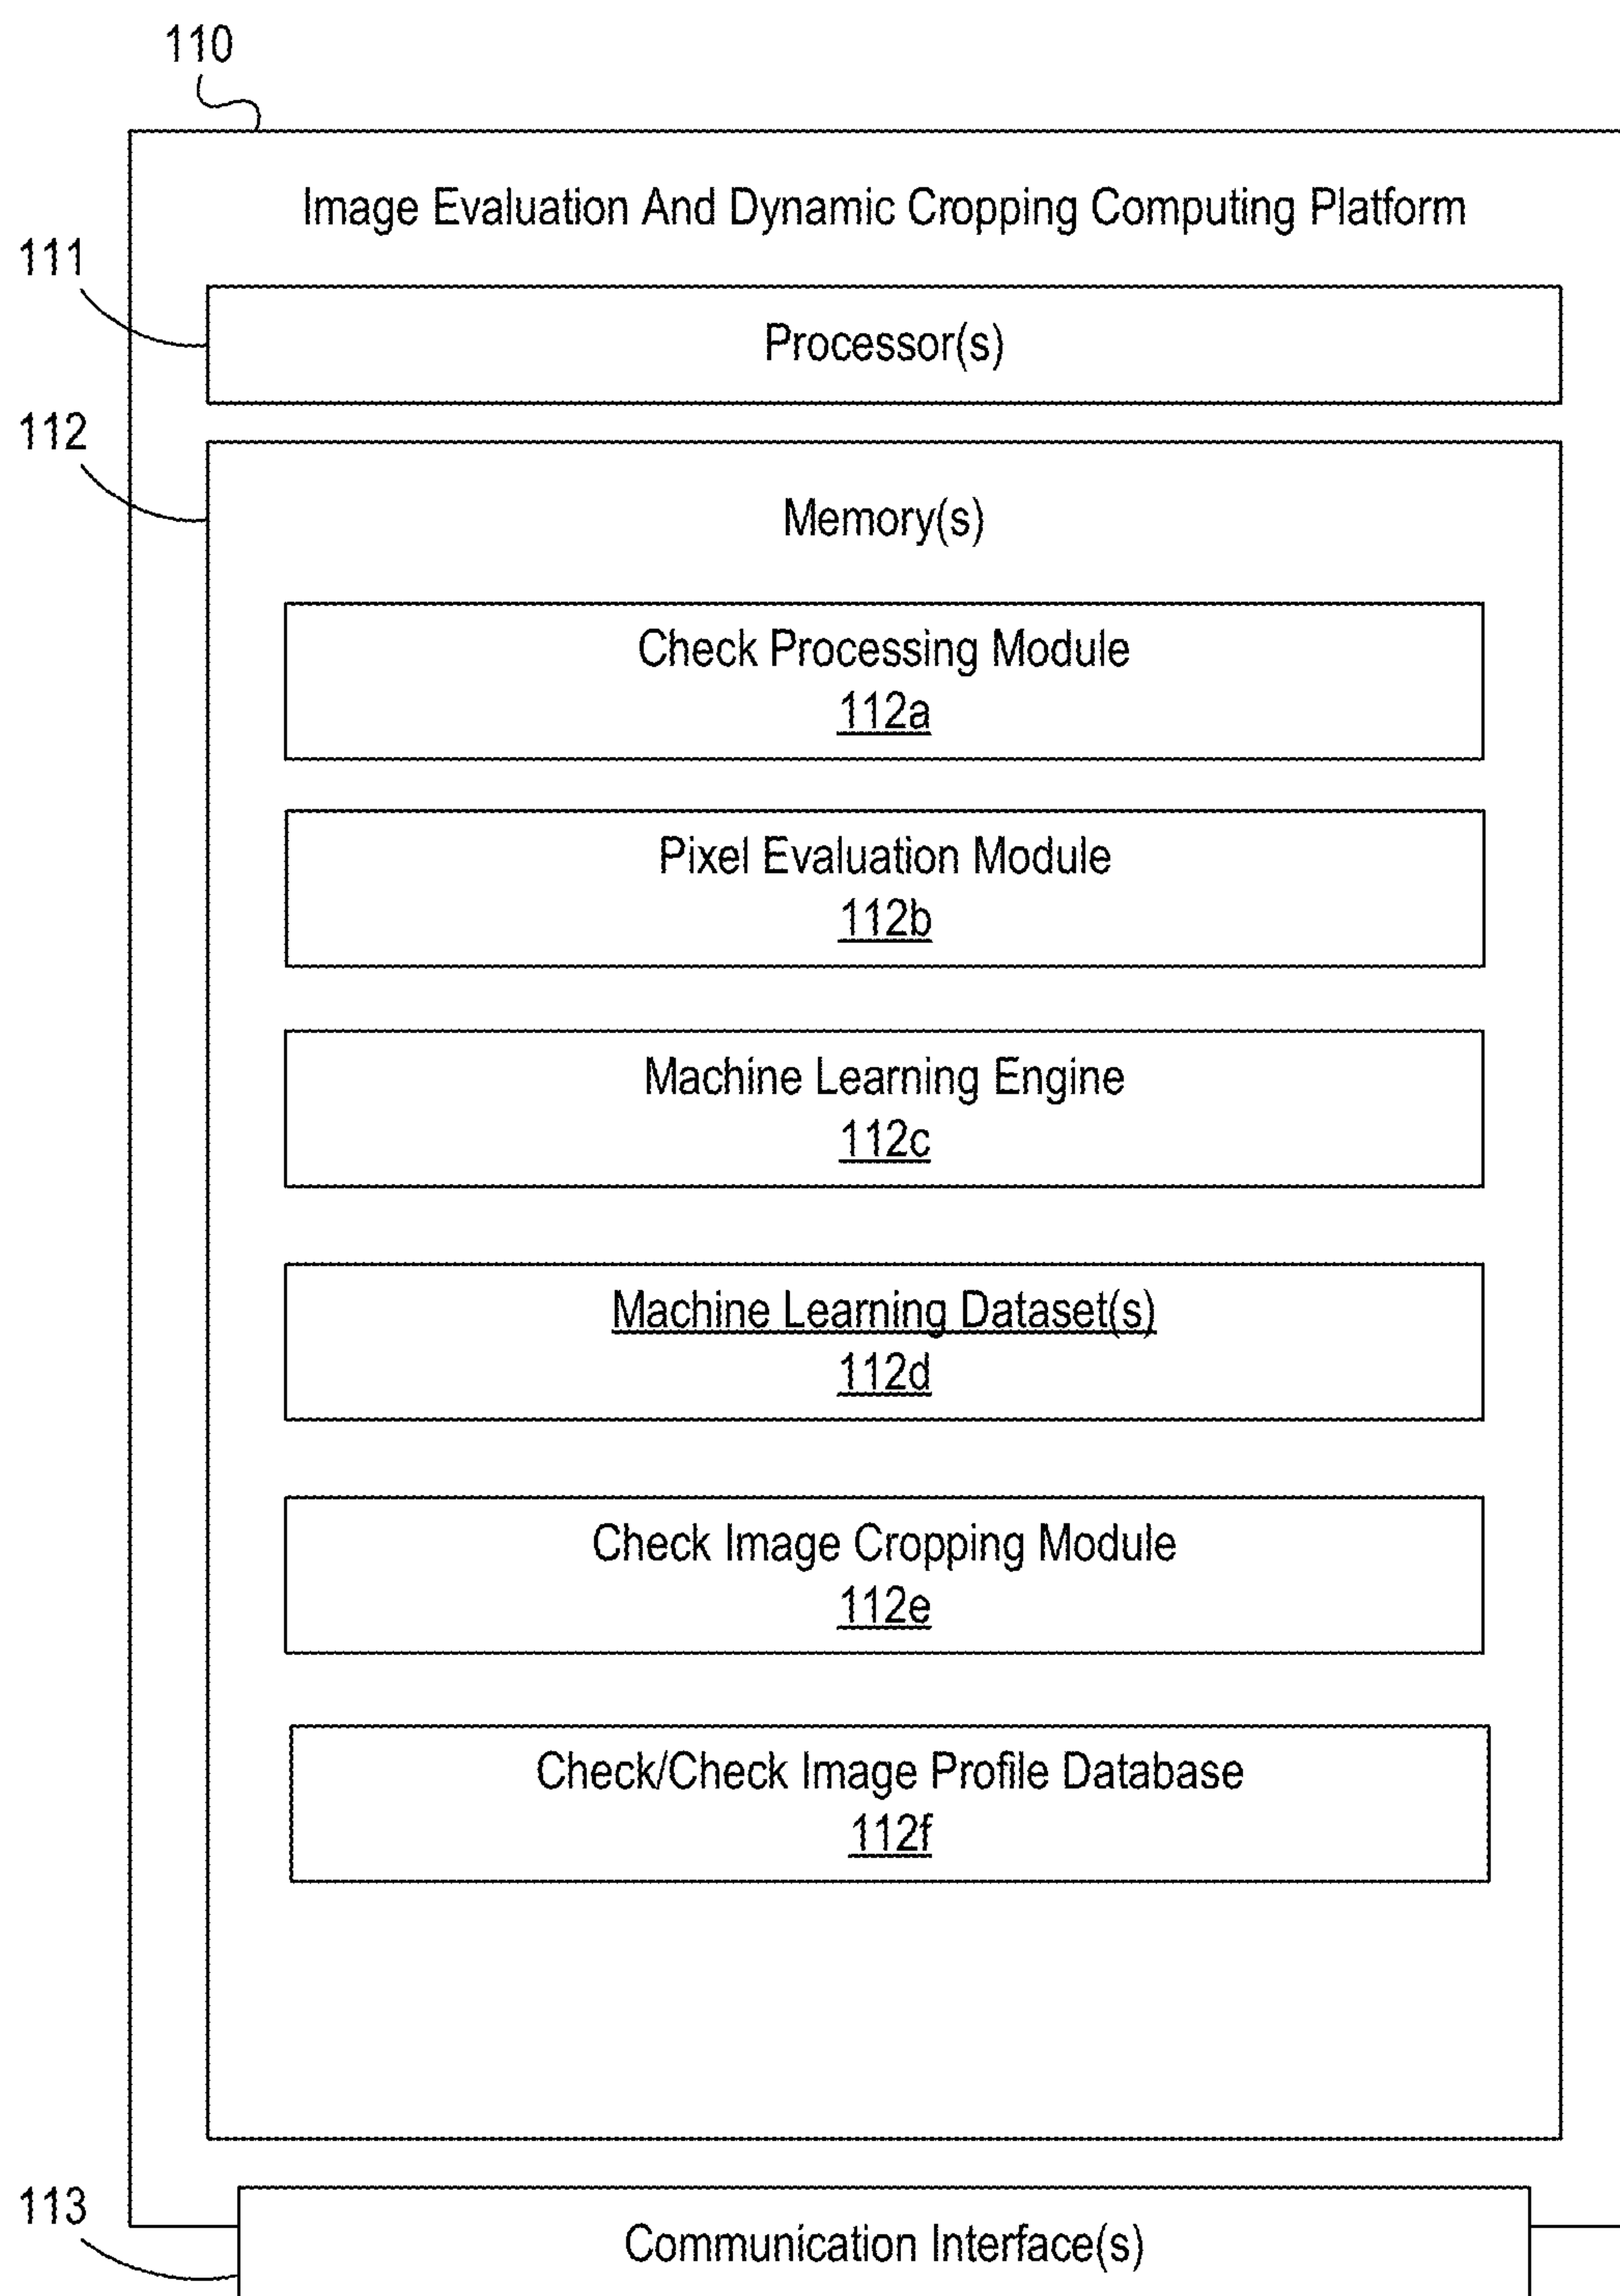 110
Image Evaluation And Dynamic Cropping Computing Platform
111
Processor(s)
112
Memory(s)
Check Processing Module
112a
Pixel Evaluation Module
112b
Machine Learning Engine
112c
Machine Learning Dataset(s)
112d
Check Image Cropping Module
112e
Check/Check Image Profile Database
112f
113
Communication Interface(s)